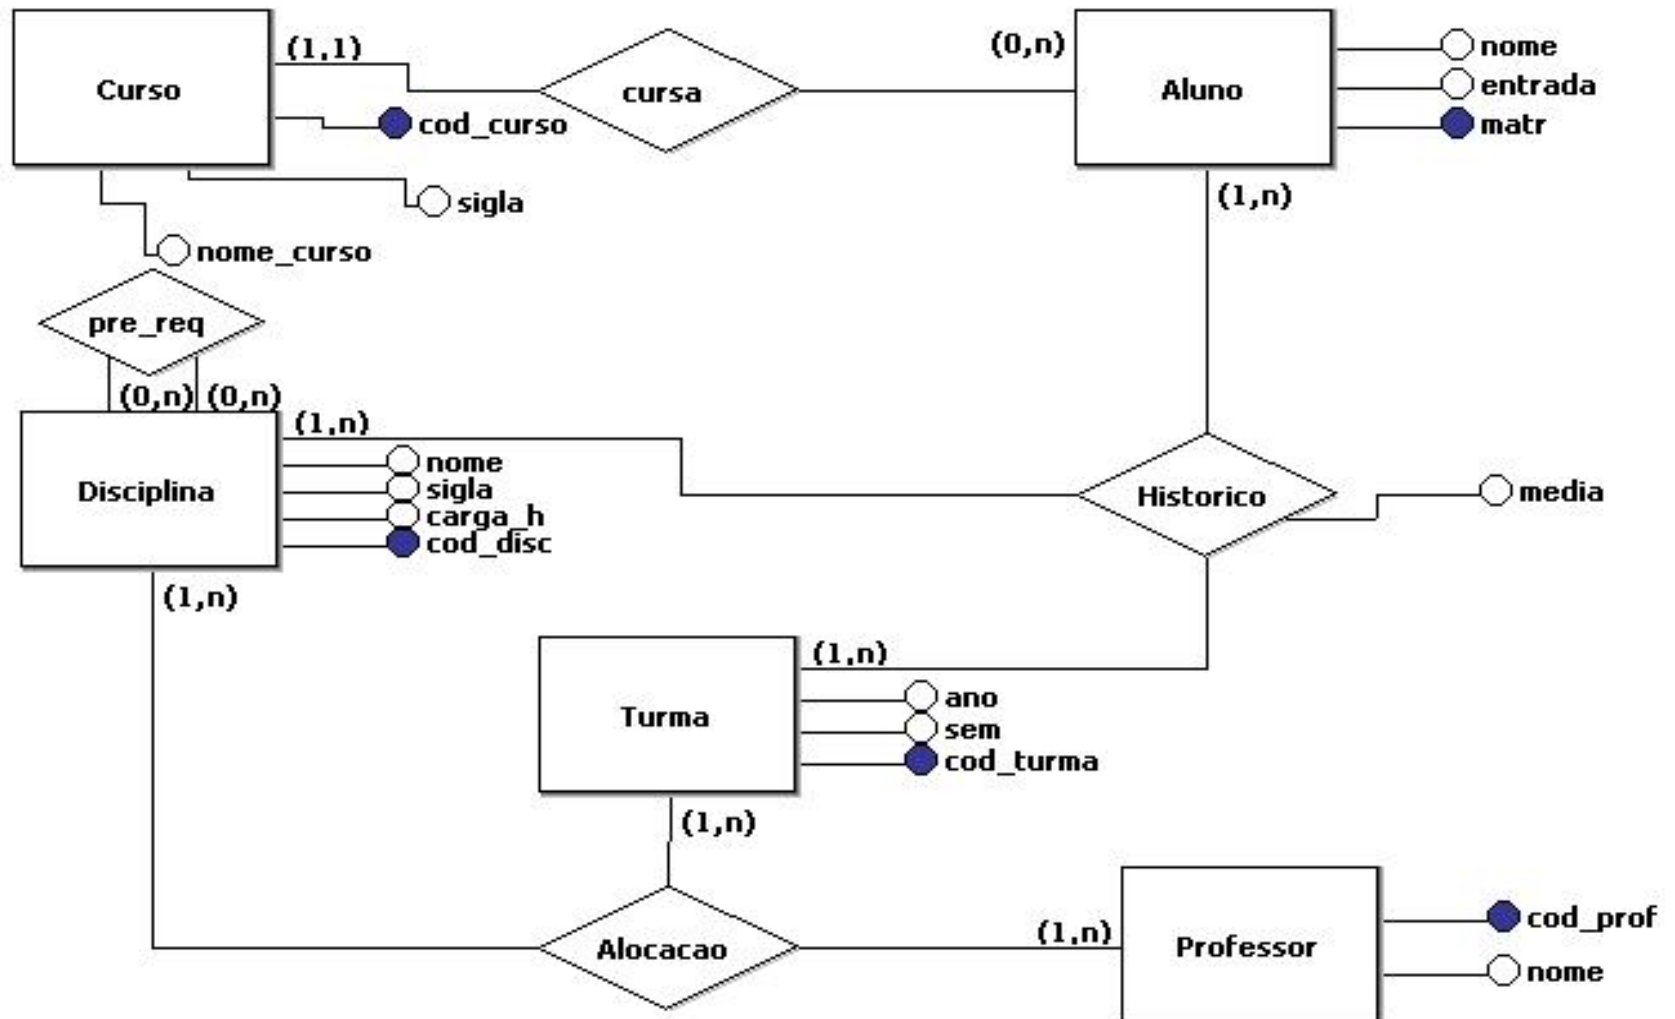 Curso
(1,1)
cursa
(0,n)
Aluno
nome
entrada
matr
cod_curso
sigla
nome_curso
(1,n)
pre_req
(0,n)
(0,n)
(1,n)
Disciplina
nome
sigla
carga_h
cod_disc
Historico
media
(1,n)
(1,n)
Turma
ano
sem
cod_turma
(1,n)
Alocacao
(1,n)
Professor
cod_prof
nome